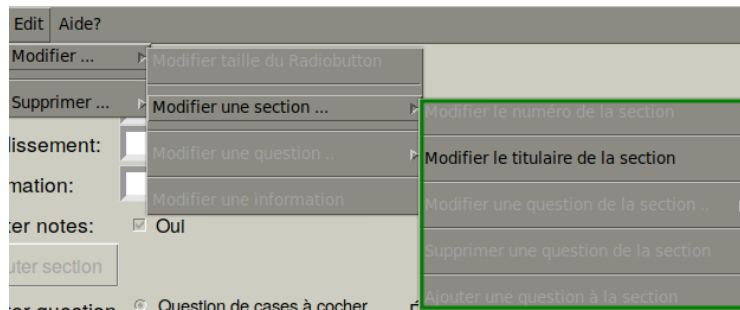 Edit Aide?
Modifier ...
Modifier taille du Radiobutton
Supprimer ...
Modifier une section ...
Modifier le numéro de la section
lissement:
Modifier une question ..
Modifier le titulaire de la section
mation:
Modifier une information
Modifier une question de la section ..
ter notes:
Oui
Supprimer une question de la section
uter section
Question de cases à cocher
Ajouter une question à la section